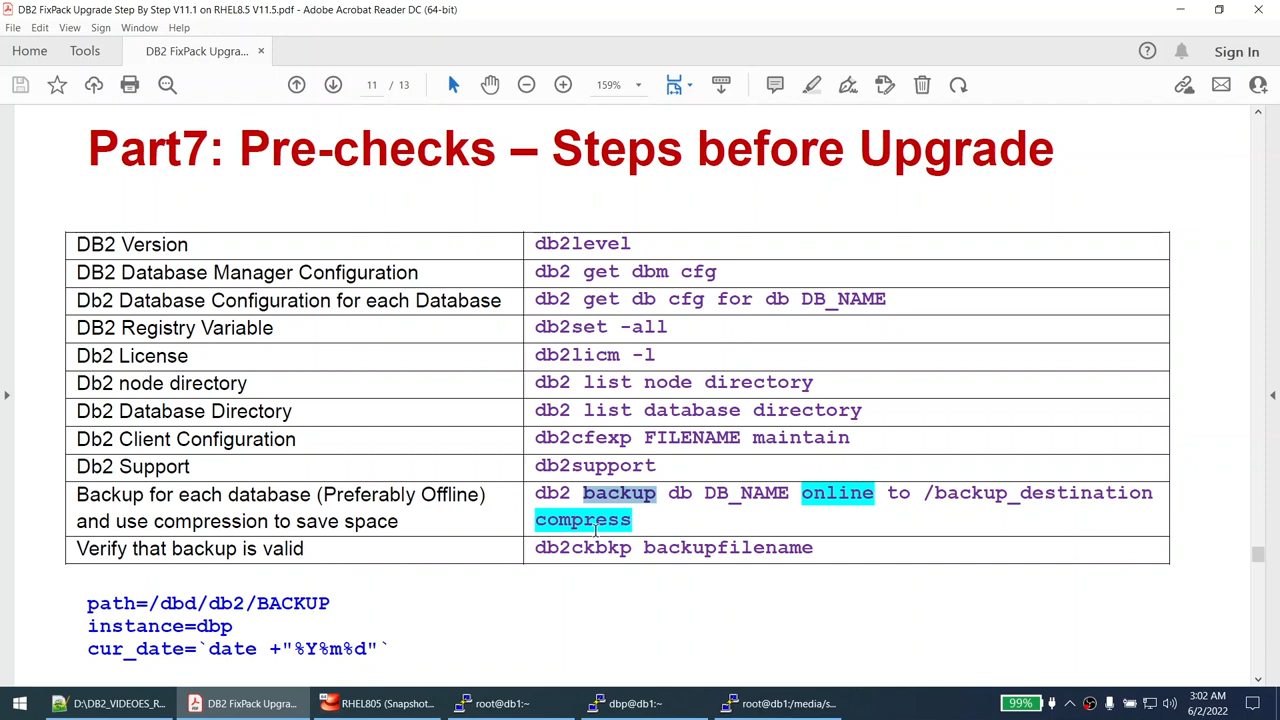 DB2 FixPack Upgrade Step By Step V11.1 on RHEL8.5 V11.5.pdf - Adobe Acrobat Reader DC (64-bit)
File Edit View Sign Window Help
Home Tools DB2 FixPack Upgra... × Sign In
11 / 13 159%
Part7: Pre-checks – Steps before Upgrade
DB2 Version db2level
DB2 Database Manager Configuration db2 get dbm cfg
Db2 Database Configuration for each Database db2 get db cfg for db DB_NAME
DB2 Registry Variable db2set -all
Db2 License db2licm -l
Db2 node directory db2 list node directory
Db2 Database Directory db2 list database directory
Db2 Client Configuration db2cfexp FILENAME maintain
Db2 Support db2support
Backup for each database (Preferably Offline) db2 backup db DB_NAME online to /backup_destination
and use compression to save space compress
Verify that backup is valid db2ckbkp backupfilename
path=/dbd/db2/BACKUP
instance=dbp
cur_date=`date +"%Y%m%d"`
D:\DB2_VIDEOES_R... DB2 FixPack Upgra... RHEL805 (Snapshot... root@db1:~ dbp@db1:~ root@db1:/media/s... 99% 3:02 AM
6/2/2022